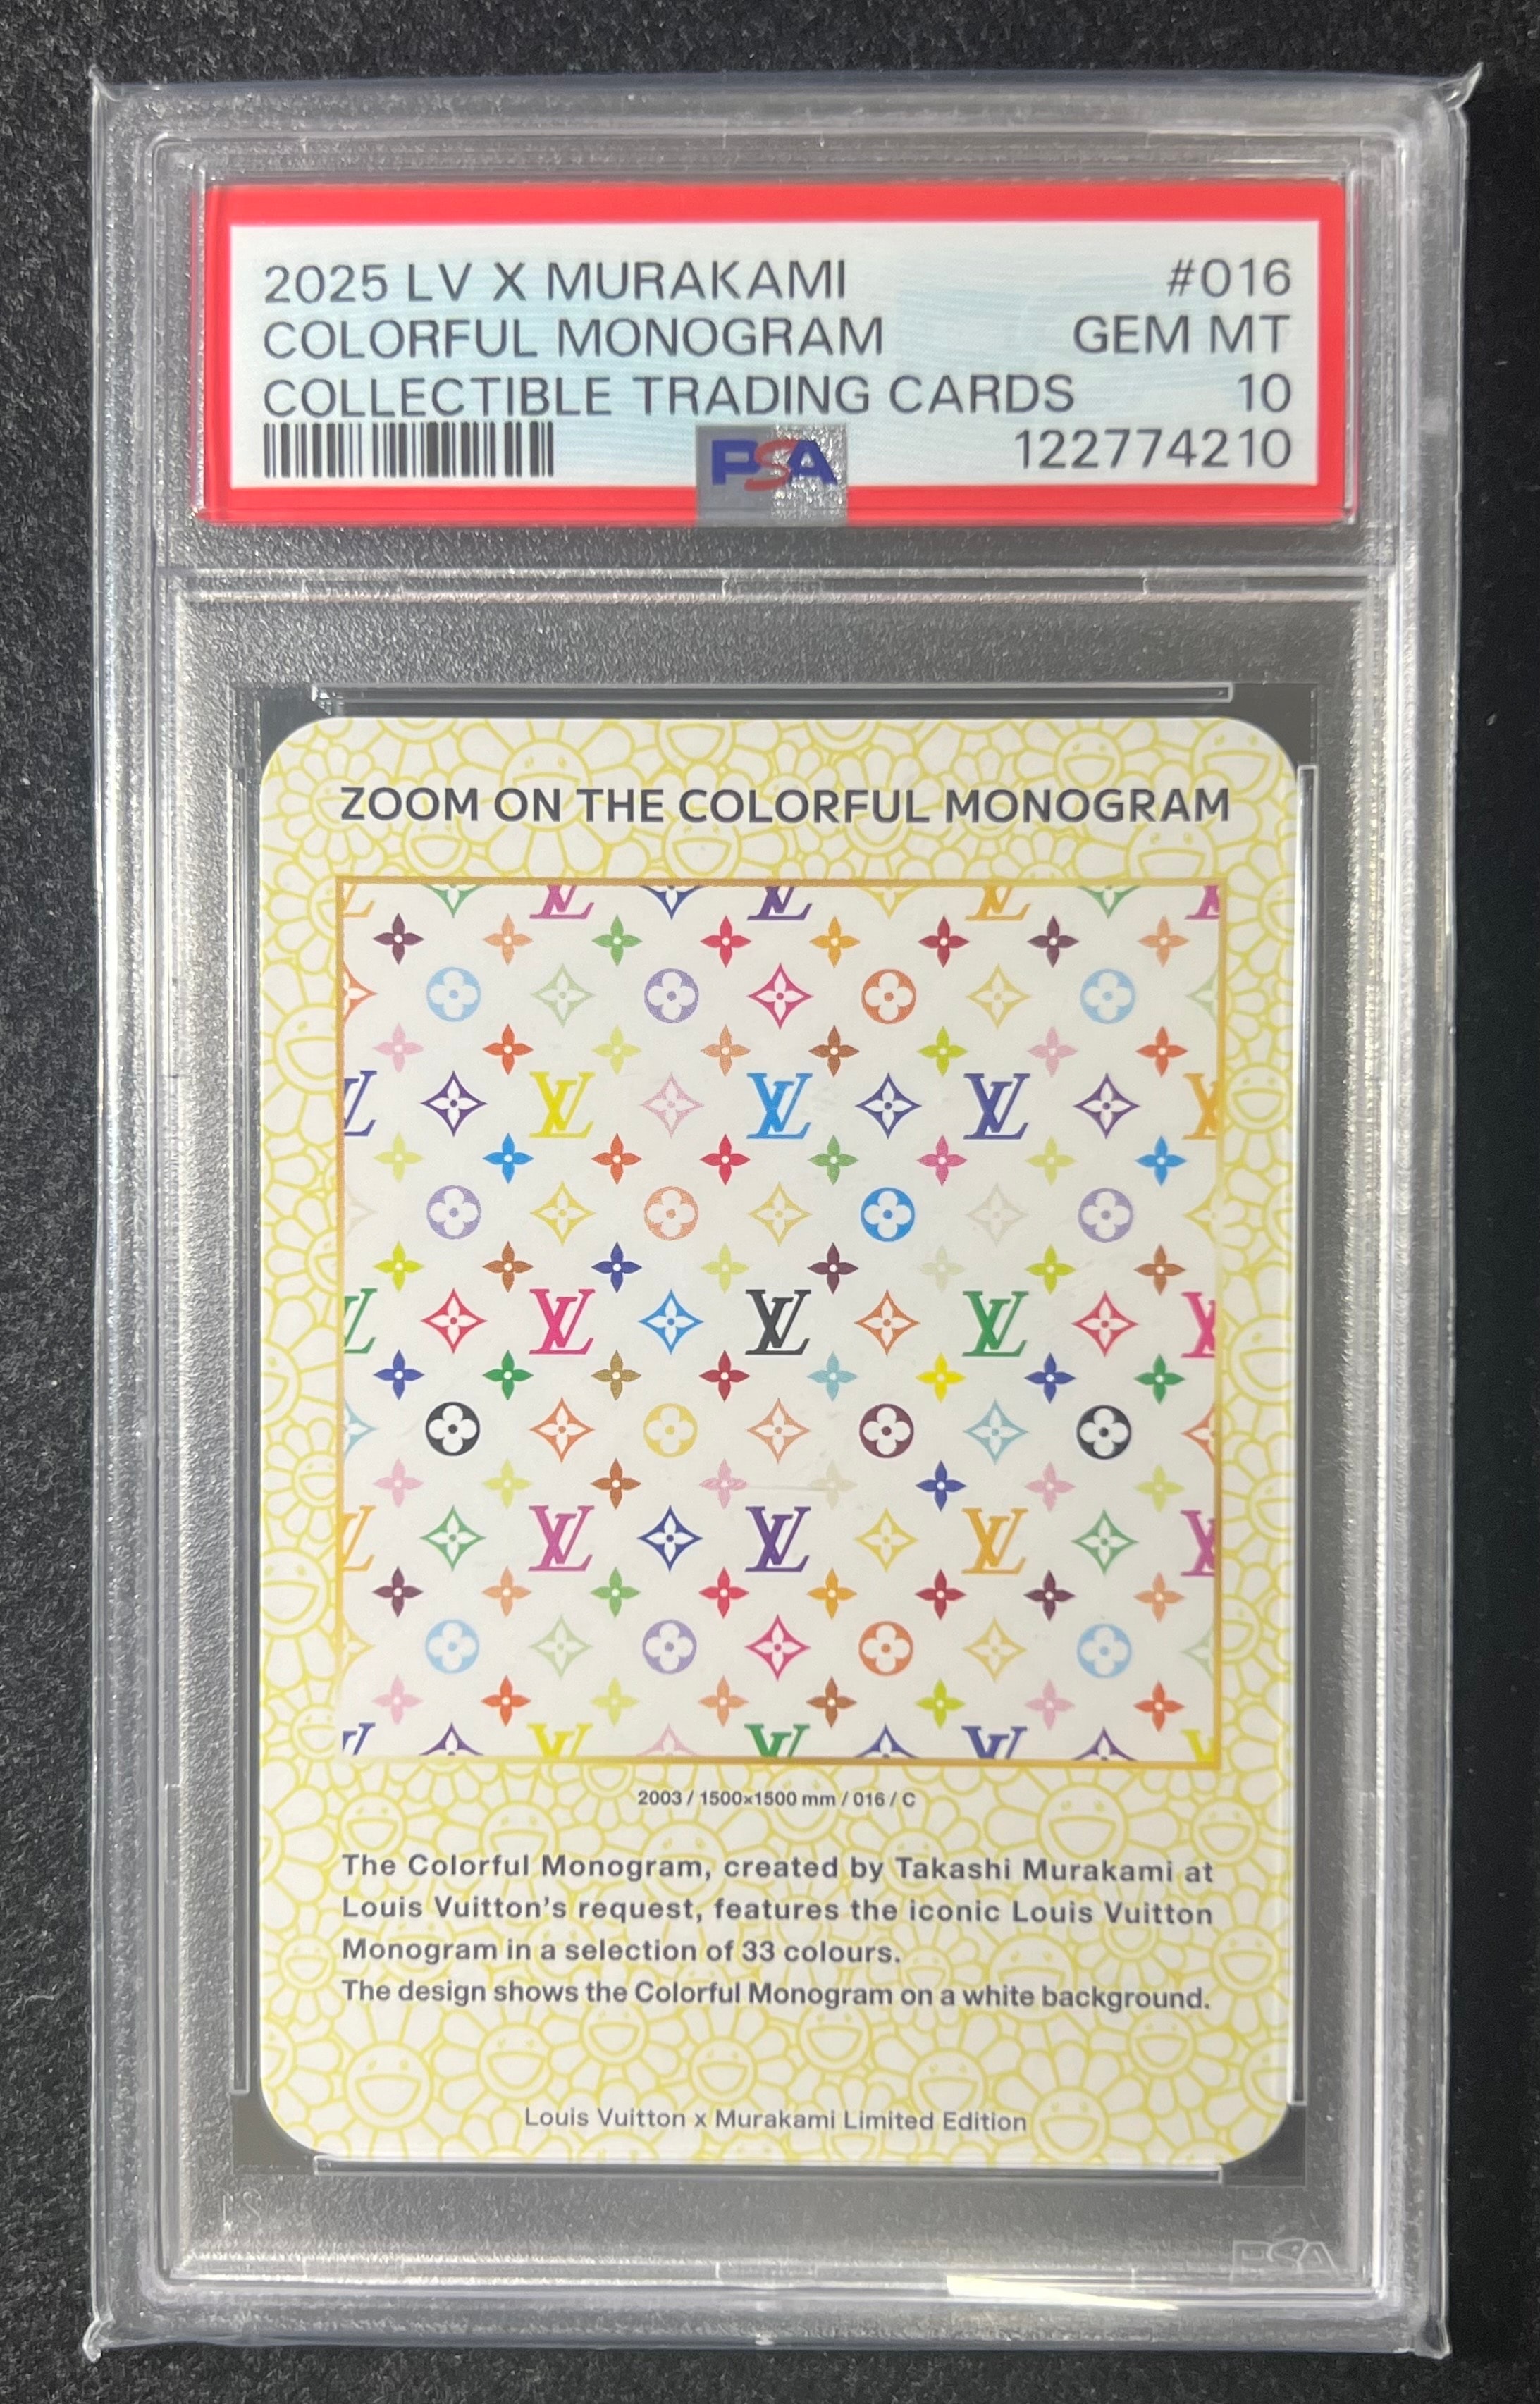 2025 LV X MURAKAMI #016
COLORFUL MONOGRAM GEM MT
COLLECTIBLE TRADING CARDS 10
PSA 122774210
ZOOM ON THE COLORFUL MONOGRAM
2003 / 1500×1500 mm / 016 / C
The Colorful Monogram, created by Takashi Murakami at
Louis Vuitton's request, features the iconic Louis Vuitton
Monogram in a selection of 33 colours.
The design shows the Colorful Monogram on a white background.
Louis Vuitton x Murakami Limited Edition
PSA